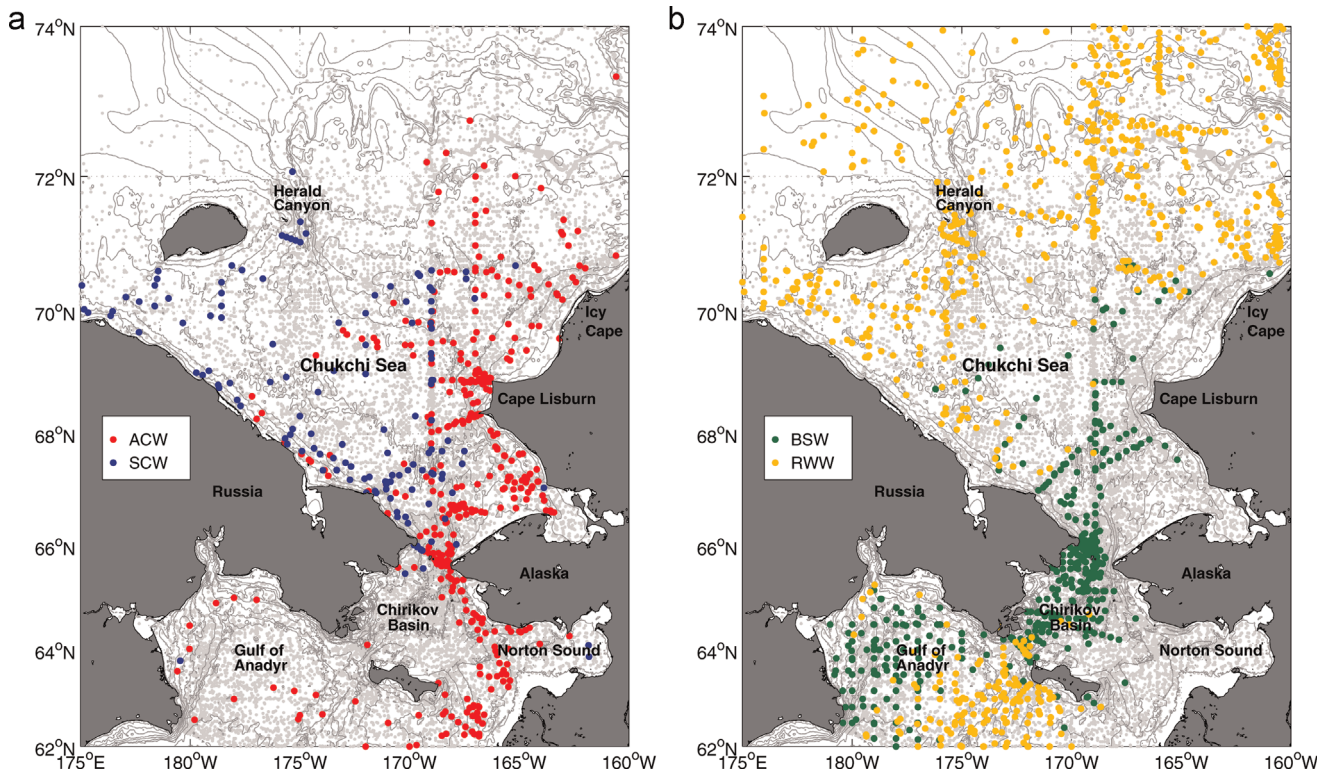 a
74°N
72°N
70°N
68°N
66°N
64°N
62°N
175°E
180°W
175°W
170°W
165°W
160°W
Herald
Canyon
Icy
Cape
Chukchi Sea
Cape Lisburn
ACW
SCW
Russia
Alaska
Chirikov
Basin
Gulf of
Anadyr
Norton Sound
b
74°N
72°N
70°N
68°N
66°N
64°N
62°N
175°E
180°W
175°W
170°W
165°W
160°W
Herald
Canyon
Icy
Cape
Chukchi Sea
Cape Lisburn
BSW
RWW
Russia
Alaska
Chirikov
Basin
Gulf of
Anadyr
Norton Sound